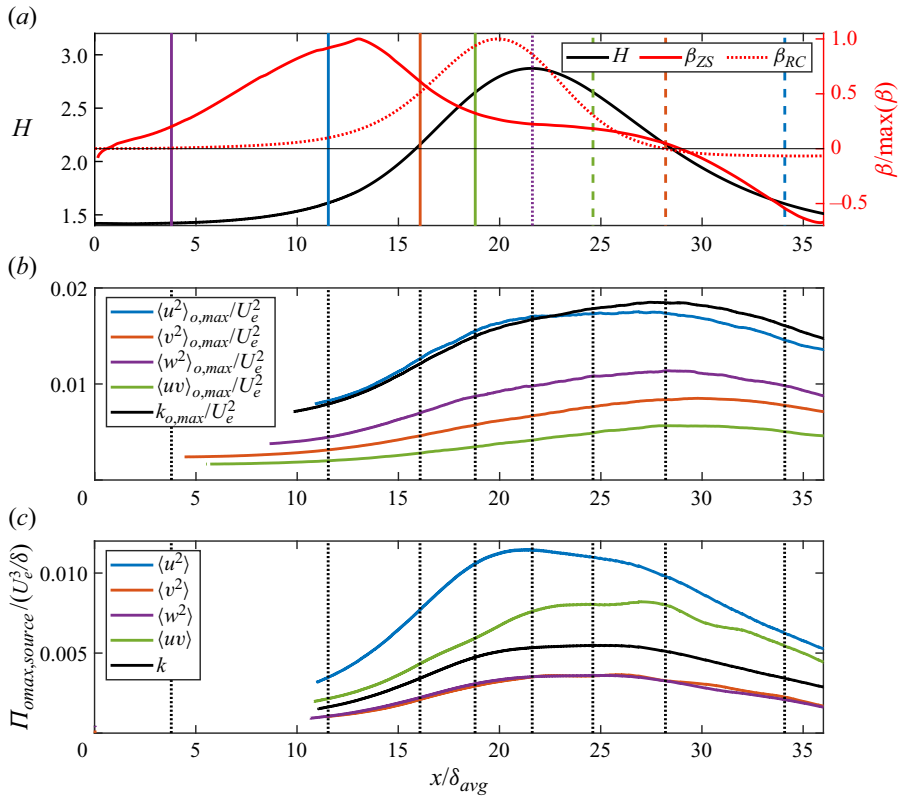 (a)
3.0
2.5
2.0
1.5
H
H β_ZS β_RC
1.0
0.5
0
–0.5
β/max(β)
0 5 10 15 20 25 30 35
(b)
0.02
0.01
0
⟨u²⟩_o,max/U_e²
⟨v²⟩_o,max/U_e²
⟨w²⟩_o,max/U_e²
⟨uv⟩_o,max/U_e²
k_o,max/U_e²
0 5 10 15 20 25 30 35
(c)
0.010
0.005
0
Π_omax,source/(U_e³/δ)
⟨u²⟩
⟨v²⟩
⟨w²⟩
⟨uv⟩
k
0 5 10 15 20 25 30 35
x/δ_avg